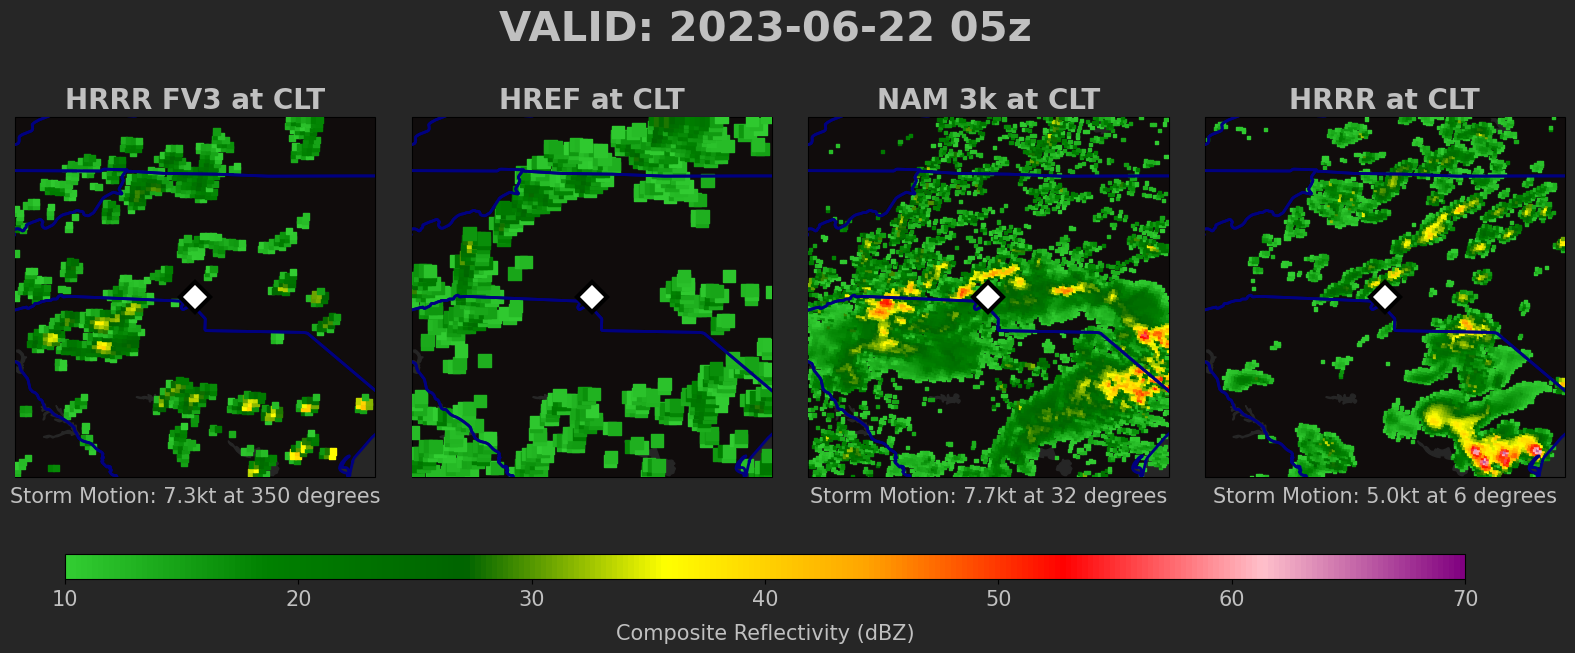 VALID: 2023-06-22 05z
HRRR FV3 at CLT
HREF at CLT
NAM 3k at CLT
HRRR at CLT
Storm Motion: 7.3kt at 350 degrees
Storm Motion: 7.7kt at 32 degrees
Storm Motion: 5.0kt at 6 degrees
10 20 30 40 50 60 70
Composite Reflectivity (dBZ)